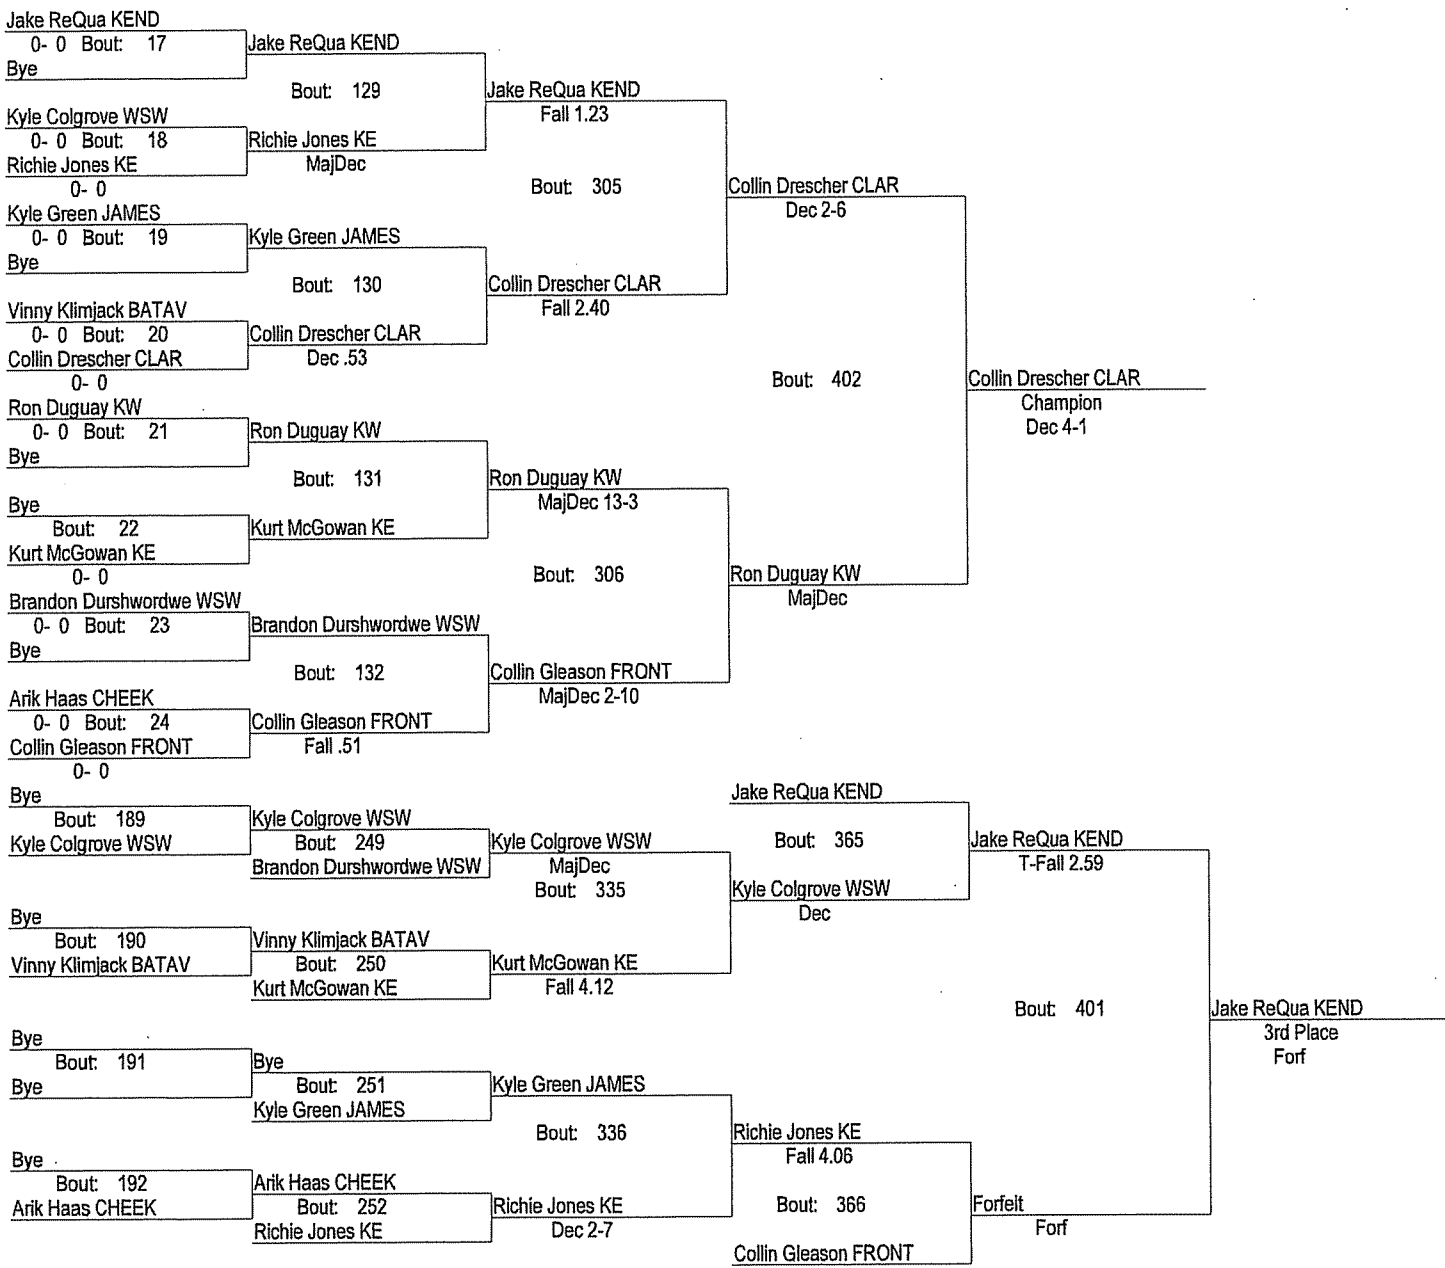 Jake ReQua KEND
0- 0 Bout: 17
Bye
Jake ReQua KEND
Bout: 129
Kyle Colgrove WSW
0- 0 Bout: 18
Richie Jones KE
0- 0
Richie Jones KE
MajDec
Jake ReQua KEND
Fall 1.23
Bout: 305
Kyle Green JAMES
0- 0 Bout: 19
Bye
Kyle Green JAMES
Bout: 130
Vinny Klimjack BATAV
0- 0 Bout: 20
Collin Drescher CLAR
0- 0
Collin Drescher CLAR
Dec .53
Collin Drescher CLAR
Fall 2.40
Collin Drescher CLAR
Dec 2-6
Bout: 402
Collin Drescher CLAR
Champion
Dec 4-1
Ron Duguay KW
0- 0 Bout: 21
Bye
Ron Duguay KW
Bout: 131
Bye
Bout: 22
Kurt McGowan KE
0- 0
Kurt McGowan KE
Ron Duguay KW
MajDec 13-3
Bout: 306
Ron Duguay KW
MajDec
Brandon Durshwordwe WSW
0- 0 Bout: 23
Bye
Brandon Durshwordwe WSW
Bout: 132
Arik Haas CHEEK
0- 0 Bout: 24
Collin Gleason FRONT
0- 0
Collin Gleason FRONT
Fall .51
Collin Gleason FRONT
MajDec 2-10
Bye
Bout: 189
Kyle Colgrove WSW
Kyle Colgrove WSW
Bout: 249
Brandon Durshwordwe WSW
Kyle Colgrove WSW
MajDec
Bout: 335
Bye
Bout: 190
Vinny Klimjack BATAV
Vinny Klimjack BATAV
Bout: 250
Kurt McGowan KE
Kurt McGowan KE
Fall 4.12
Jake ReQua KEND
Bout: 365
Kyle Colgrove WSW
Dec
Jake ReQua KEND
T-Fall 2.59
Bout: 401
Jake ReQua KEND
3rd Place
Forf
Bye
Bout: 191
Bye
Bye
Bout: 251
Kyle Green JAMES
Kyle Green JAMES
Bout: 336
Bye
Bout: 192
Arik Haas CHEEK
Arik Haas CHEEK
Bout: 252
Richie Jones KE
Richie Jones KE
Dec 2-7
Richie Jones KE
Fall 4.06
Bout: 366
Collin Gleason FRONT
Forfeit
Forf